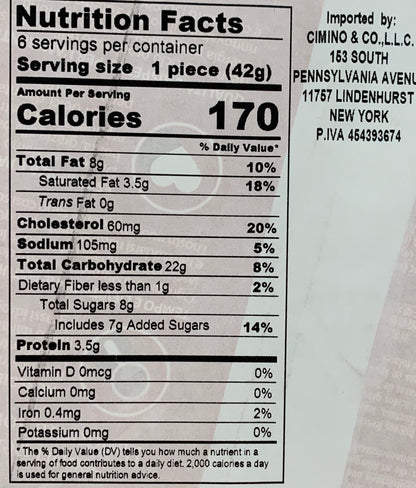 Nutrition Facts
6 servings per container
Serving size 1 piece (42g)
Amount Per Serving
Calories 170
% Daily Value*
Total Fat 8g 10%
Saturated Fat 3.5g 18%
Trans Fat 0g
Cholesterol 60mg 20%
Sodium 105mg 5%
Total Carbohydrate 22g 8%
Dietary Fiber less than 1g 2%
Total Sugars 8g
Includes 7g Added Sugars 14%
Protein 3.5g
Vitamin D 0mcg 0%
Calcium 0mg 0%
Iron 0.4mg 2%
Potassium 0mg 0%
* The % Daily Value (DV) tells you how much a nutrient in a
serving of food contributes to a daily diet. 2,000 calories a day
is used for general nutrition advice.
Imported by:
CIMINO & CO.,L.L.C.
153 SOUTH
PENNSYLVANIA AVENU
11757 LINDENHURST
NEW YORK
P.IVA 454393674